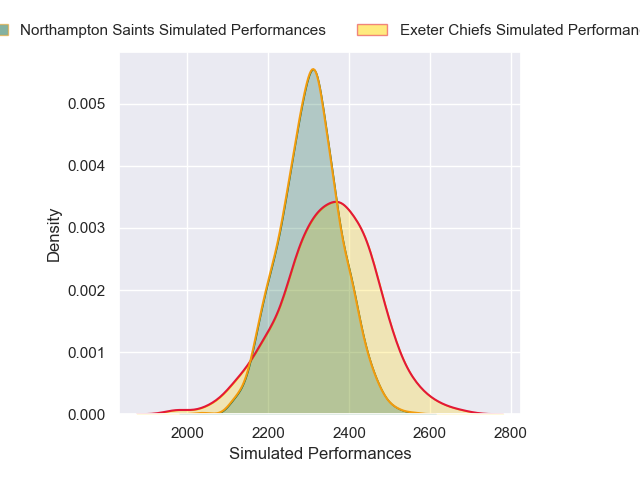 Northampton Saints Simulated Performances Exeter Chiefs Simulated Performan
0.005
0.004
0.003
0.002
0.001
0.000
Density
2000 2200 2400 2600 2800
Simulated Performances